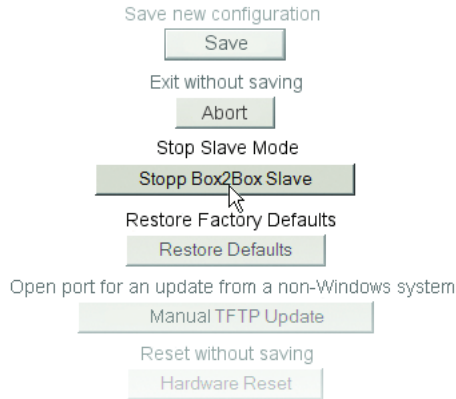 Save new configuration
Save
Exit without saving
Abort
Stop Slave Mode
Stopp Box2Box Slave
Restore Factory Defaults
Restore Defaults
Open port for an update from a non-Windows system
Manual TFTP Update
Reset without saving
Hardware Reset